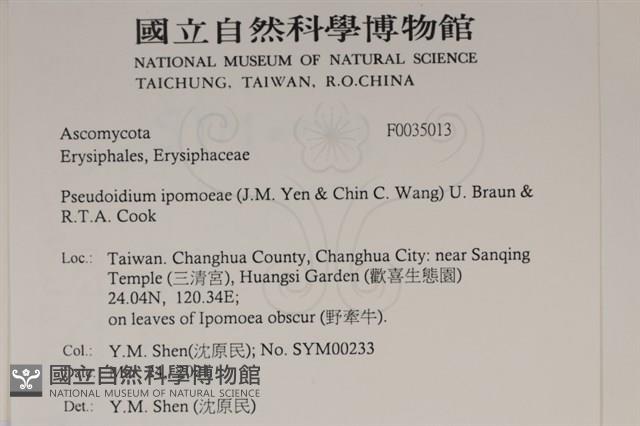 國立自然科學博物館
NATIONAL MUSEUM OF NATURAL SCIENCE
TAICHUNG, TAIWAN, R.O.CHINA
Ascomycota F0035013
Erysiphales, Erysiphaceae
Pseudoidium ipomoeae (J.M. Yen & Chin C. Wang) U. Braun &
R.T.A. Cook
Loc.: Taiwan. Changhua County, Changhua City: near Sanqing
Temple (三清宮), Huangsi Garden (歡喜生態園)
24.04N, 120.34E;
on leaves of Ipomoea obscur (野牽牛).
Col.: Y.M. Shen(沈原民); No. SYM00233
國立自然科學博物館
NATIONAL MUSEUM OF NATURAL SCIENCE
Det.: Y.M. Shen (沈原民)